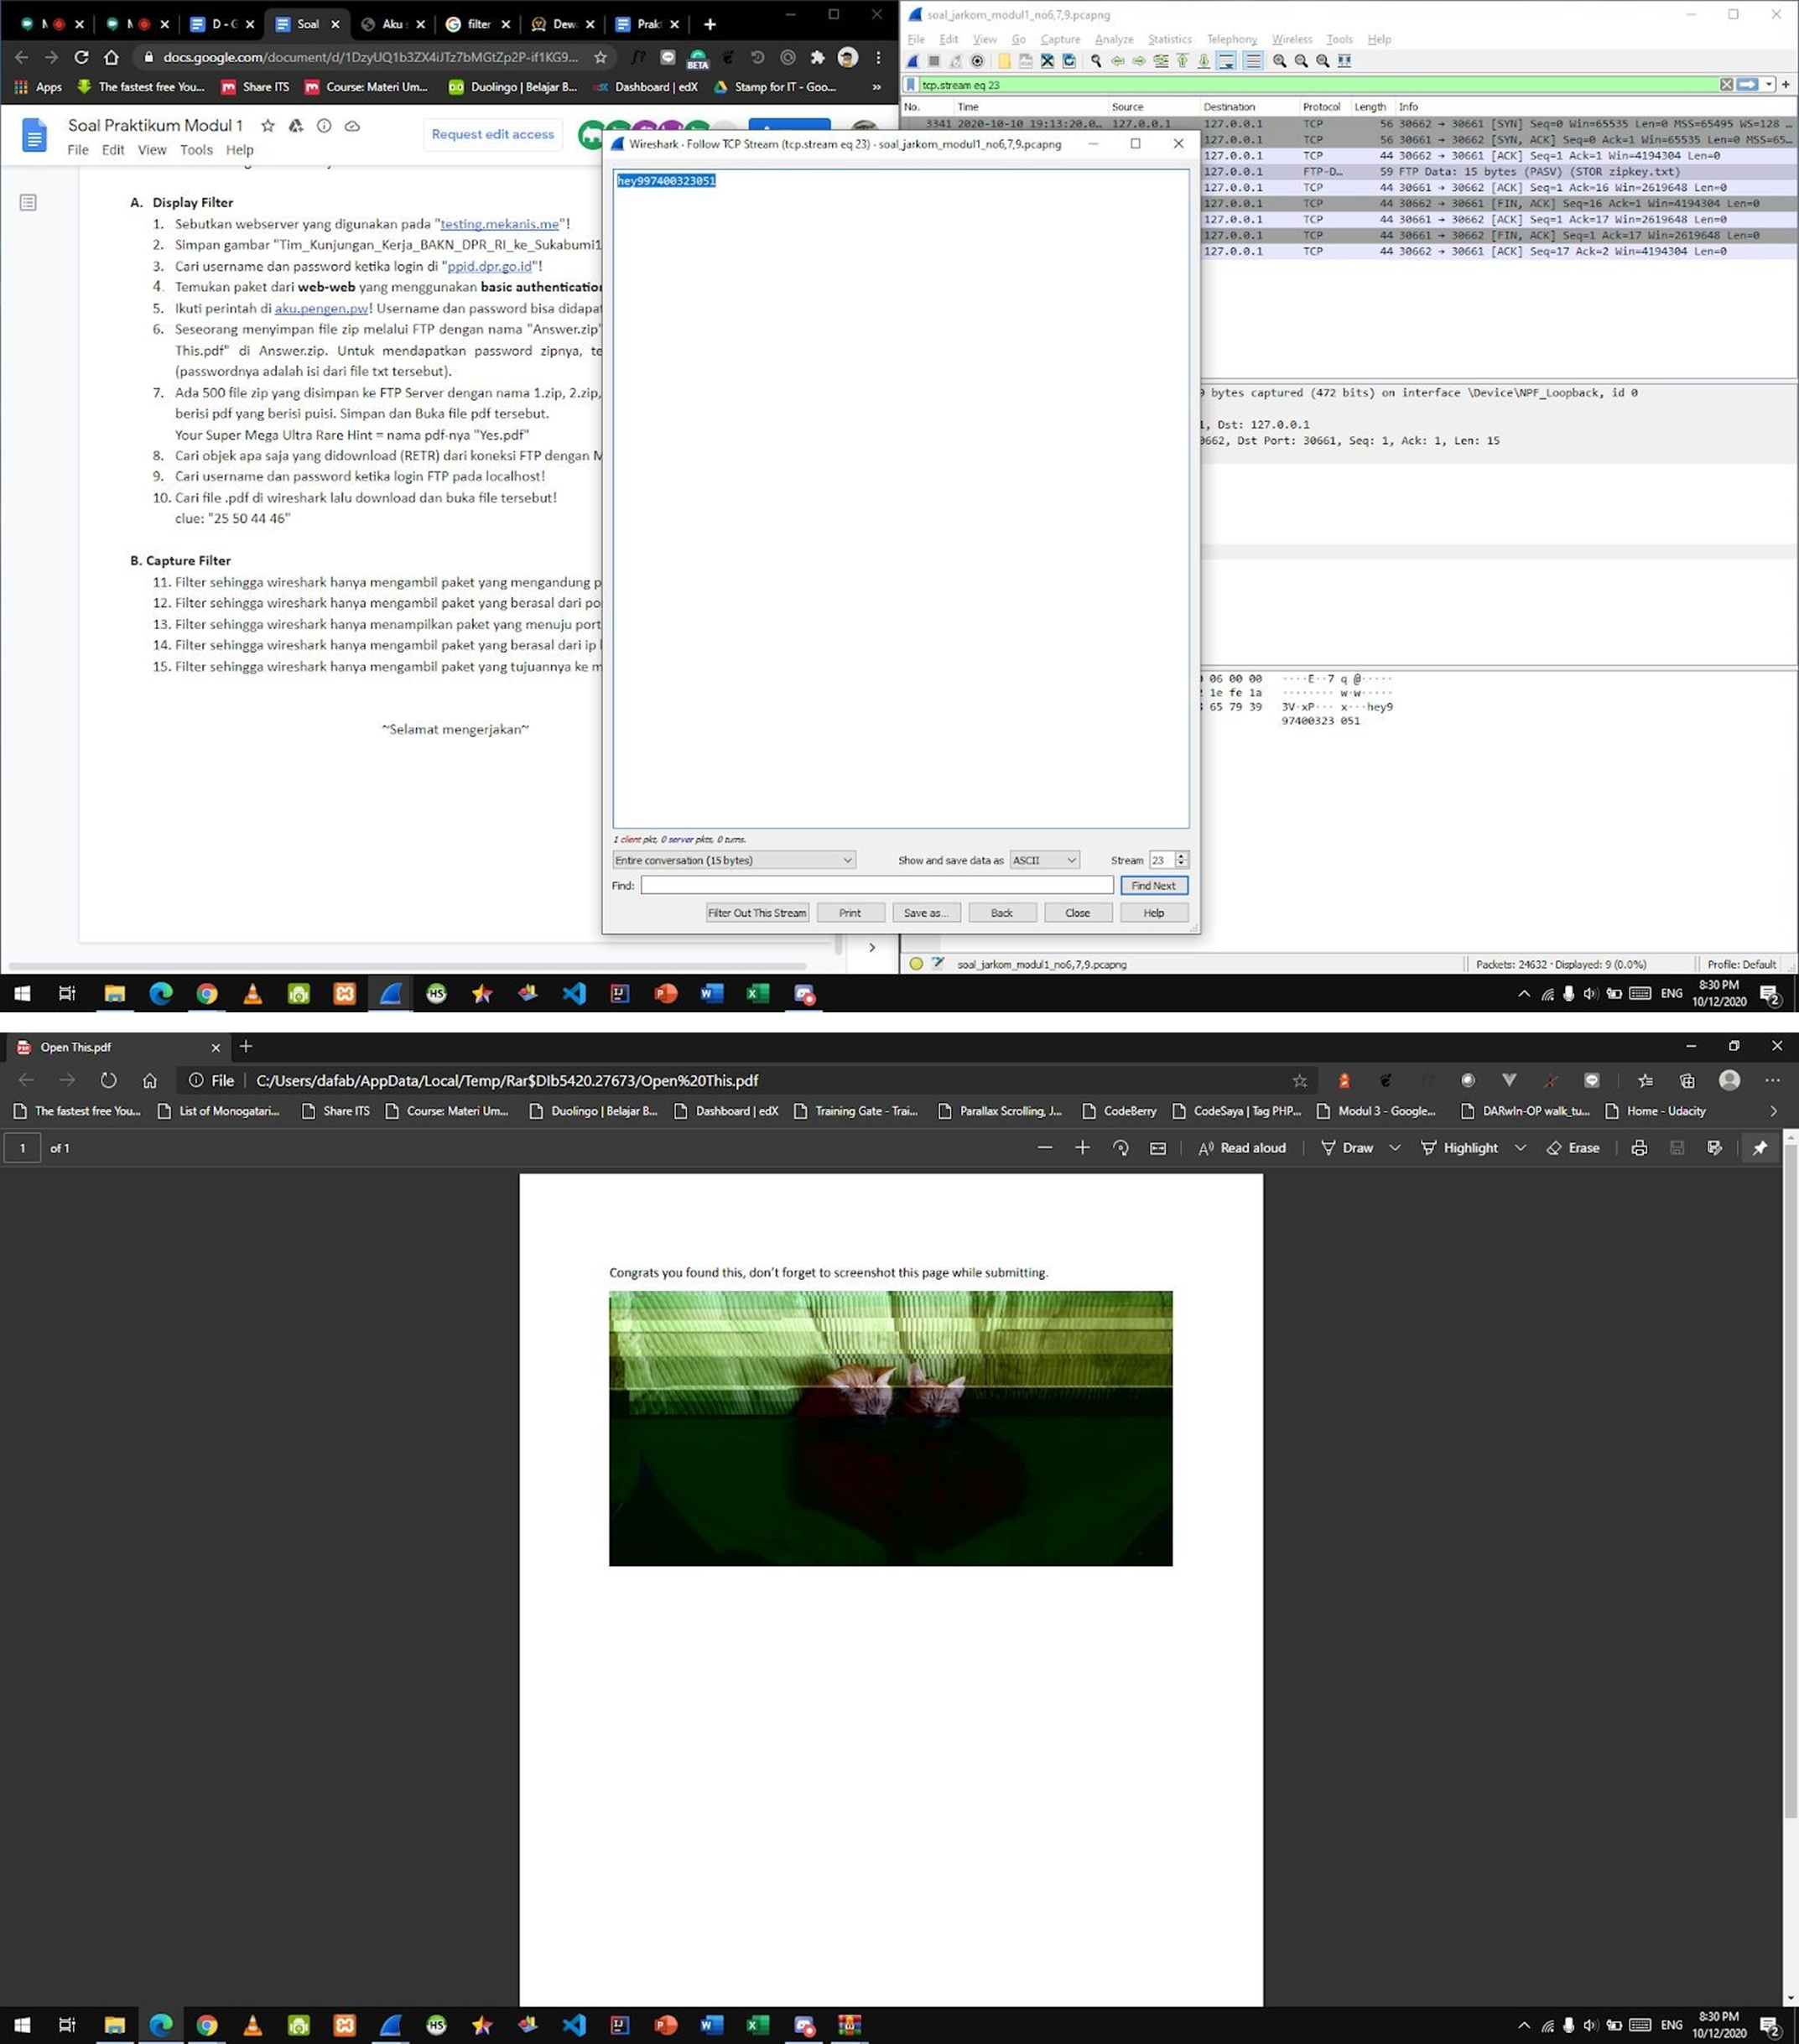 D - G
Soal
Aku :
filter
Dew
Prak
docs.google.com/document/d/1DzyUQ1b3ZX4iJTz7bMGtZp2P-if1KG9...
BETA
Apps
The fastest free You...
Share ITS
Course: Materi Um...
Duolingo | Belajar B...
Dashboard | edX
Stamp for IT - Goo...
»
Soal Praktikum Modul 1
Request edit access
File Edit View Tools Help
A. Display Filter
1. Sebutkan webserver yang digunakan pada "testing.mekanis.me"!
2. Simpan gambar "Tim_Kunjungan_Kerja_BAKN_DPR_RI_ke_Sukabumi1
3. Cari username dan password ketika login di "ppid.dpr.go.id"!
4. Temukan paket dari web-web yang menggunakan basic authentication
5. Ikuti perintah di aku.pengen.pw! Username dan password bisa didapat
6. Seseorang menyimpan file zip melalui FTP dengan nama "Answer.zip"
This.pdf" di Answer.zip. Untuk mendapatkan password zipnya, te
(passwordnya adalah isi dari file txt tersebut).
7. Ada 500 file zip yang disimpan ke FTP Server dengan nama 1.zip, 2.zip,
berisi pdf yang berisi puisi. Simpan dan Buka file pdf tersebut.
Your Super Mega Ultra Rare Hint = nama pdf-nya "Yes.pdf"
8. Cari objek apa saja yang didownload (RETR) dari koneksi FTP dengan M
9. Cari username dan password ketika login FTP pada localhost!
10. Cari file .pdf di wireshark lalu download dan buka file tersebut!
clue: "25 50 44 46"
B. Capture Filter
11. Filter sehingga wireshark hanya mengambil paket yang mengandung p
12. Filter sehingga wireshark hanya mengambil paket yang berasal dari po
13. Filter sehingga wireshark hanya menampilkan paket yang menuju port
14. Filter sehingga wireshark hanya mengambil paket yang berasal dari ip
15. Filter sehingga wireshark hanya mengambil paket yang tujuannya ke m
~Selamat mengerjakan~
Wireshark · Follow TCP Stream (tcp.stream eq 23) · soal_jarkom_modul1_no6,7,9.pcapng
hey997400323051
1 client pkt, 0 server pkts, 0 turns.
Entire conversation (15 bytes)
Show and save data as ASCII
Stream 23
Find:
Find Next
Filter Out This Stream
Print
Save as...
Back
Close
Help
soal_jarkom_modul1_no6,7,9.pcapng
File Edit View Go Capture Analyze Statistics Telephony Wireless Tools Help
tcp.stream eq 23
No. Time Source Destination Protocol Length Info
3341 2020-10-10 19:13:20.0... 127.0.0.1 127.0.0.1 TCP 56 30662 → 30661 [SYN] Seq=0 Win=65535 Len=0 MSS=65495 WS=128 ...
127.0.0.1 TCP 56 30661 → 30662 [SYN, ACK] Seq=0 Ack=1 Win=65535 Len=0 MSS=65...
127.0.0.1 TCP 44 30662 → 30661 [ACK] Seq=1 Ack=1 Win=4194304 Len=0
127.0.0.1 FTP-D... 59 FTP Data: 15 bytes (PASV) (STOR zipkey.txt)
127.0.0.1 TCP 44 30661 → 30662 [ACK] Seq=1 Ack=16 Win=2619648 Len=0
127.0.0.1 TCP 44 30662 → 30661 [FIN, ACK] Seq=16 Ack=1 Win=4194304 Len=0
127.0.0.1 TCP 44 30661 → 30662 [ACK] Seq=1 Ack=17 Win=2619648 Len=0
127.0.0.1 TCP 44 30661 → 30662 [FIN, ACK] Seq=1 Ack=17 Win=2619648 Len=0
127.0.0.1 TCP 44 30662 → 30661 [ACK] Seq=17 Ack=2 Win=4194304 Len=0
bytes captured (472 bits) on interface \Device\NPF_Loopback, id 0
1, Dst: 127.0.0.1
662, Dst Port: 30661, Seq: 1, Ack: 1, Len: 15
06 00 00 ····E··7 q·@·····
1e fe 1a ········ w·w·····
65 79 39 3V·xP··· x···hey9
97400323 051
soal_jarkom_modul1_no6,7,9.pcapng
Packets: 24632 · Displayed: 9 (0.0%)
Profile: Default
ENG
8:30 PM
10/12/2020
2
Open This.pdf
File C:/Users/dafab/AppData/Local/Temp/Rar$DIb5420.27673/Open%20This.pdf
The fastest free You...
List of Monogatari...
Share ITS
Course: Materi Um...
Duolingo | Belajar B...
Dashboard | edX
Training Gate - Trai...
Parallax Scrolling, J...
CodeBerry
CodeSaya | Tag PHP...
Modul 3 - Google...
DARwIn-OP walk_tu...
Home - Udacity
1 of 1
Read aloud
Draw
Highlight
Erase
Congrats you found this, don't forget to screenshot this page while submitting.
ENG
8:30 PM
10/12/2020
2